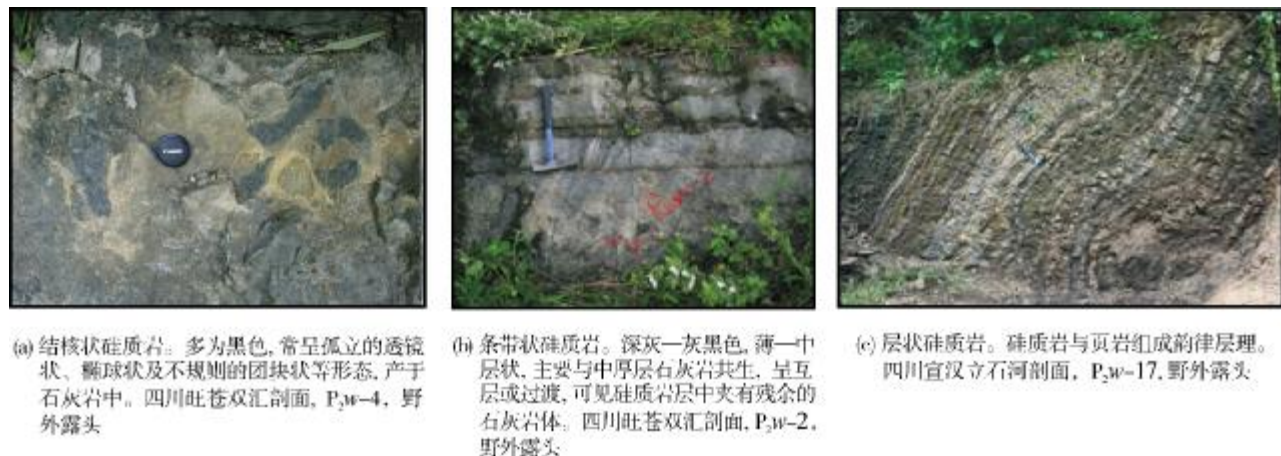 (a) 结核状硅质岩。多为黑色，常呈孤立的透镜
状、椭球状及不规则的团块状等形态，产于
石灰岩中。四川旺苍双汇剖面，P₂w-4，野
外露头
(b) 条带状硅质岩。深灰—灰黑色，薄—中
层状，主要与中厚层石灰岩共生，呈互
层或过渡，可见硅质岩层中夹有残余的
石灰岩体。四川旺苍双汇剖面，P₂w-2，
野外露头
(c) 层状硅质岩。硅质岩与页岩组成韵律层理。
四川宣汉立石河剖面，P₂w-17，野外露头